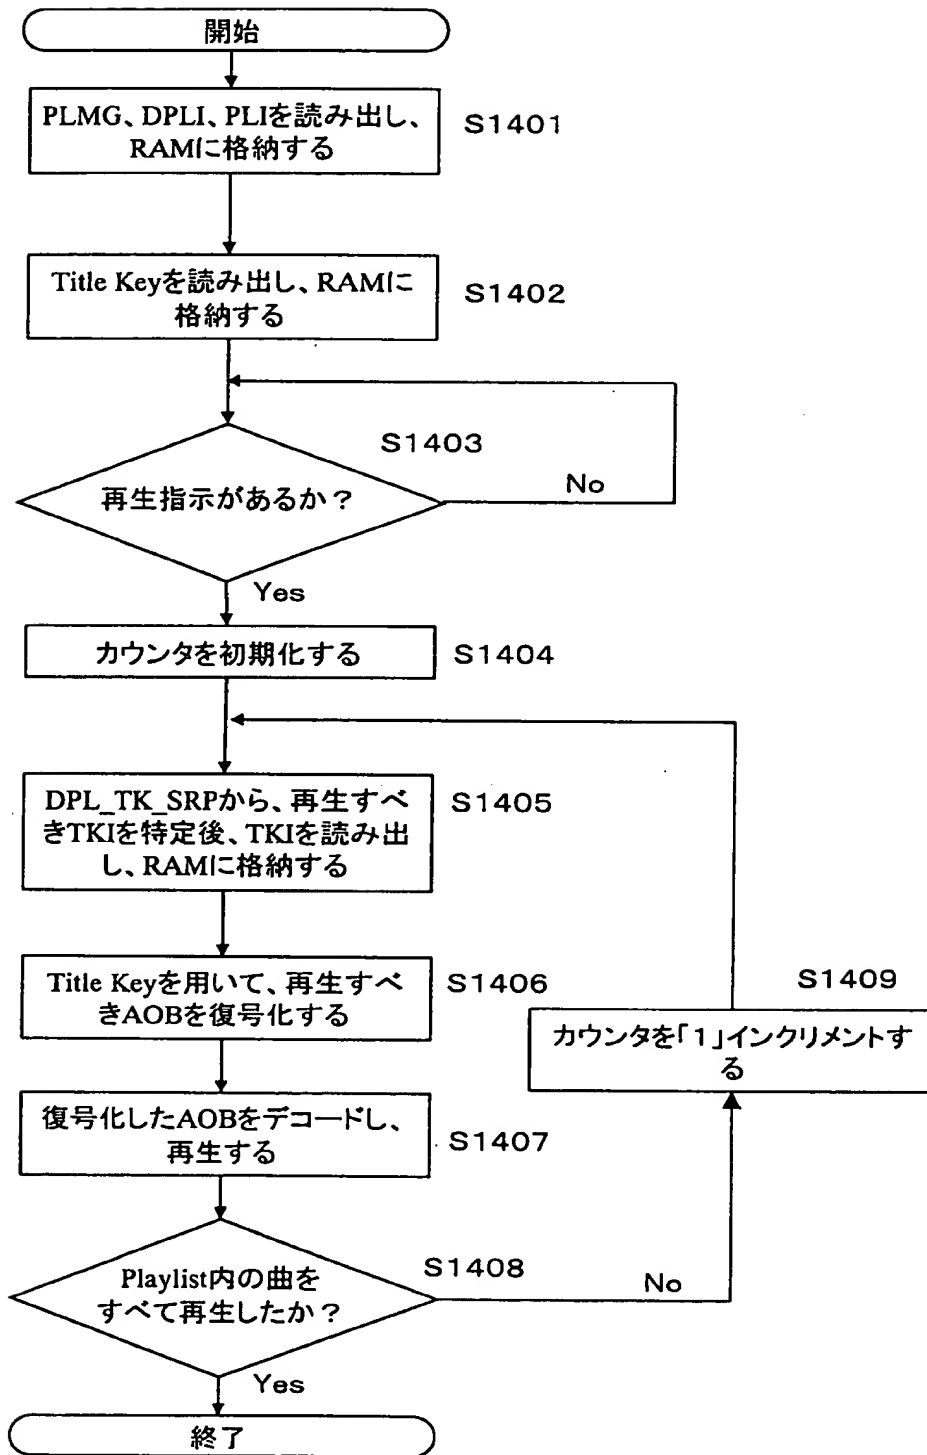 開始
PLMG、DPLI、PLIを読み出し、
RAMに格納する
S1401
Title Keyを読み出し、RAMに
格納する
S1402
S1403
再生指示があるか？
No
Yes
カウンタを初期化する
S1404
DPL_TK_SRPから、再生すべ
きTKIを特定後、TKIを読み出
し、RAMに格納する
S1405
Title Keyを用いて、再生すべ
きAOBを復号化する
S1406
S1409
カウンタを「1」インクリメントす
る
復号化したAOBをデコードし、
再生する
S1407
S1408
Playlist内の曲を
すべて再生したか？
No
Yes
終了